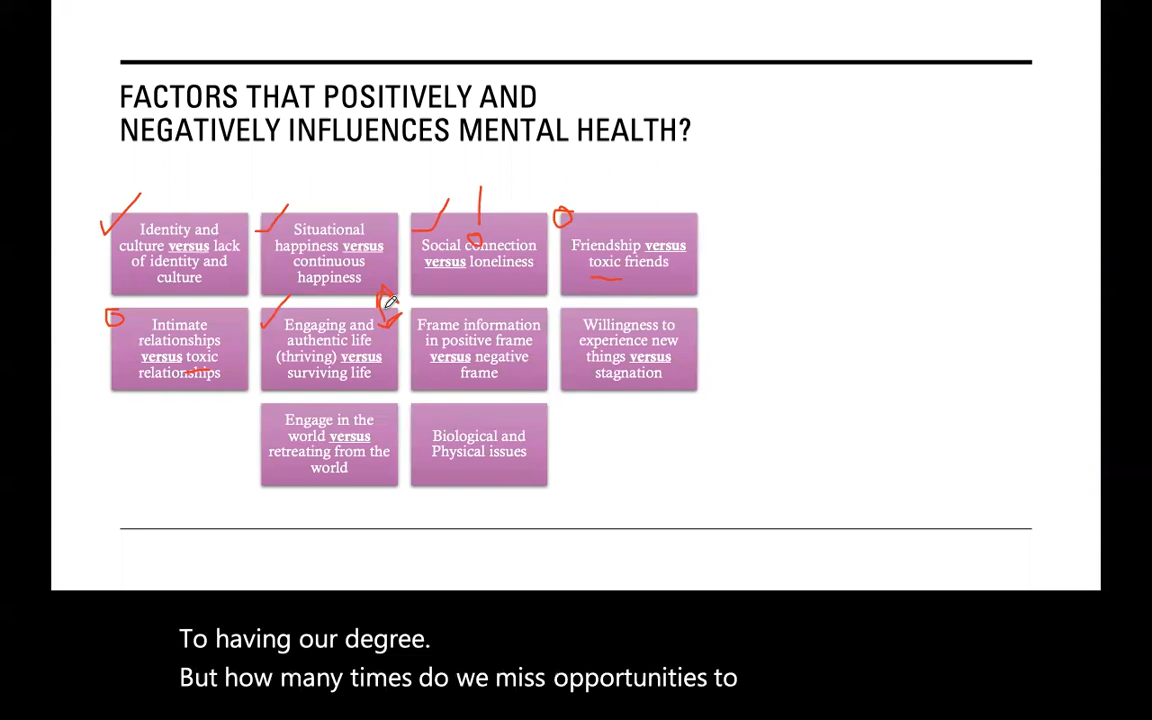 FACTORS THAT POSITIVELY AND
NEGATIVELY INFLUENCES MENTAL HEALTH?
Identity and
culture versus lack
of identity and
culture
Situational
happiness versus
continuous
happiness
Social connection
versus loneliness
Friendship versus
toxic friends
Intimate
relationships
versus toxic
relationships
Engaging and
authentic life
(thriving) versus
surviving life
Frame information
in positive frame
versus negative
frame
Willingness to
experience new
things versus
stagnation
Engage in the
world versus
retreating from the
world
Biological and
Physical issues
To having our degree.
But how many times do we miss opportunities to